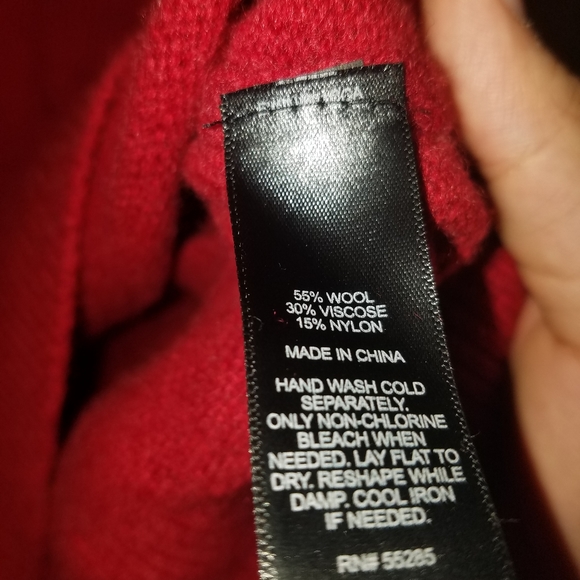 55% WOOL
30% VISCOSE
15% NYLON
MADE IN CHINA
HAND WASH COLD
SEPARATELY.
ONLY NON-CHLORINE
BLEACH WHEN
NEEDED. LAY FLAT TO
DRY. RESHAPE WHILE
DAMP. COOL IRON
IF NEEDED.
RN# 55285